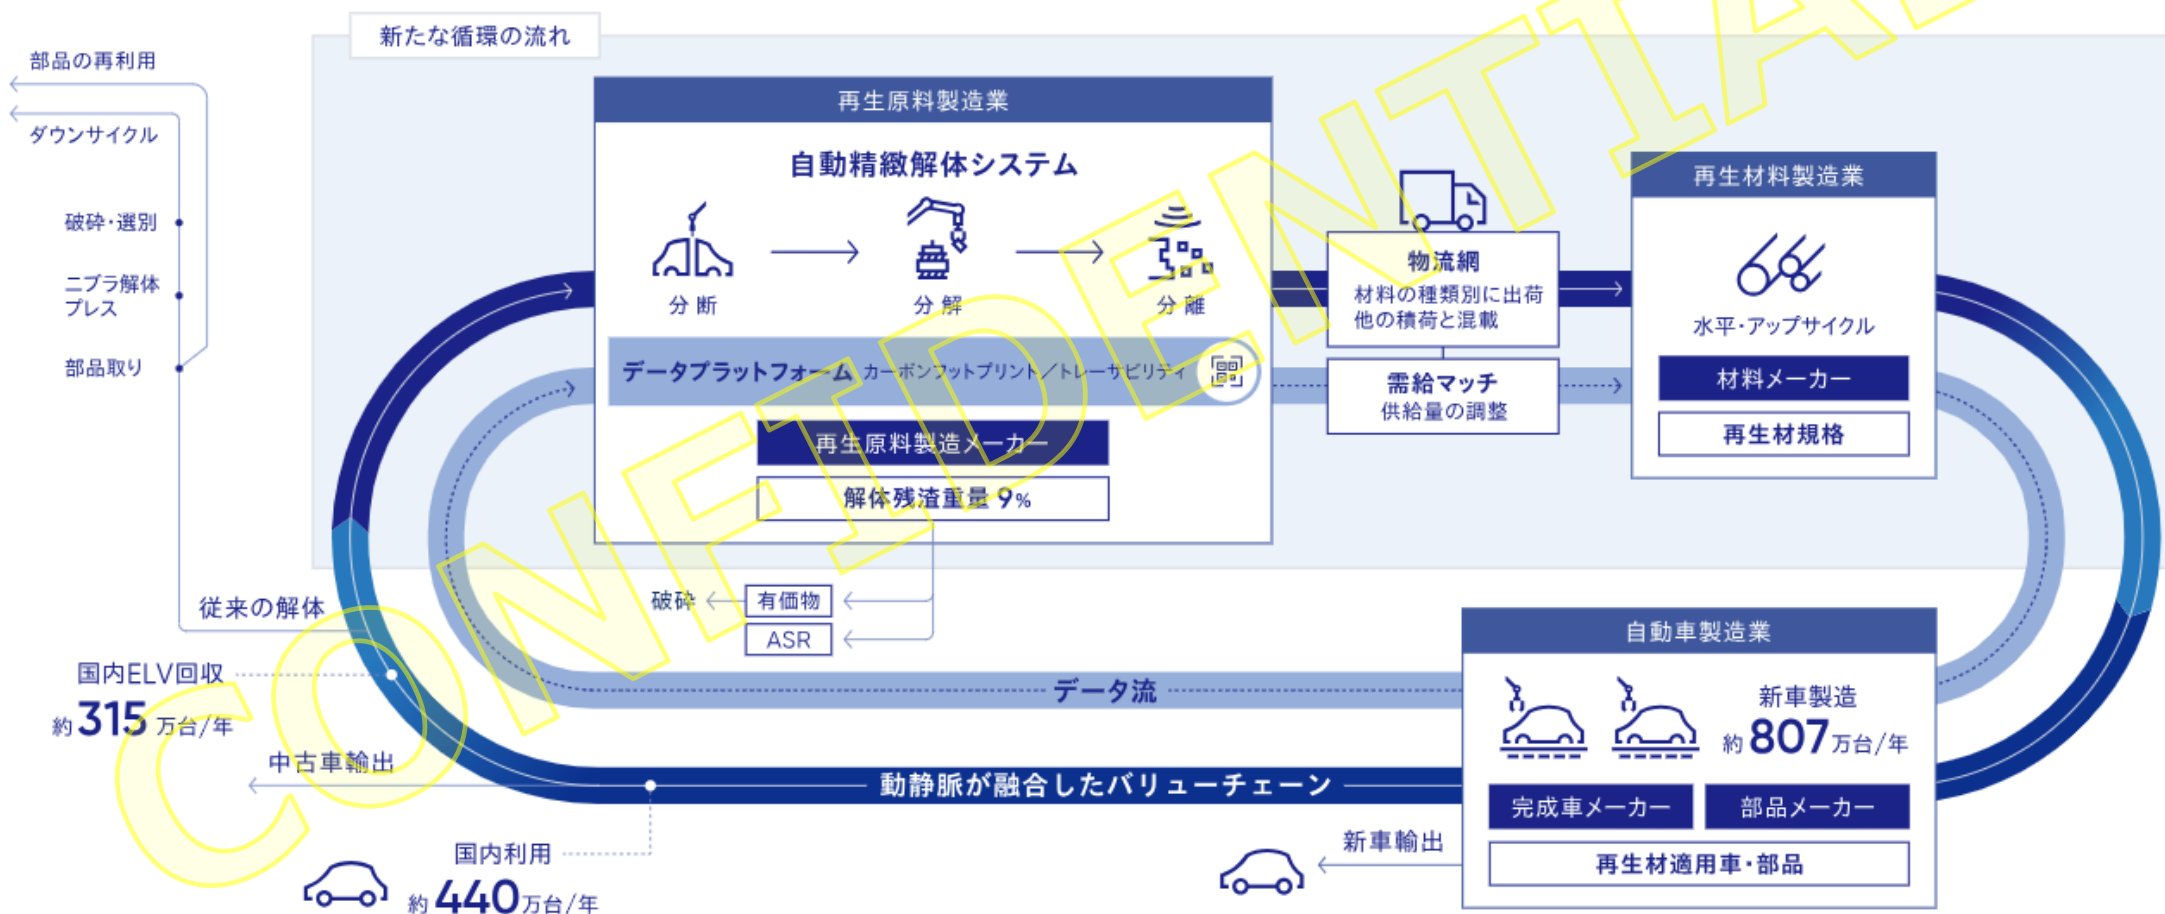 新たな循環の流れ
部品の再利用
ダウンサイクル
破砕・選別
ニブラ解体
プレス
部品取り
従来の解体
国内ELV回収
約315万台/年
中古車輸出
国内利用
約440万台/年
再生原料製造業
自動精緻解体システム
分断
分解
分離
データプラットフォーム カーボンフットプリント／トレーサビリティ
再生原料製造メーカー
解体残渣重量 9%
破砕
有価物
ASR
物流網
材料の種類別に出荷
他の積荷と混載
需給マッチ
供給量の調整
再生材料製造業
水平・アップサイクル
材料メーカー
再生材規格
データ流
動静脈が融合したバリューチェーン
自動車製造業
新車製造
約807万台/年
完成車メーカー
部品メーカー
再生材適用車・部品
新車輸出
CONFIDENTIAL